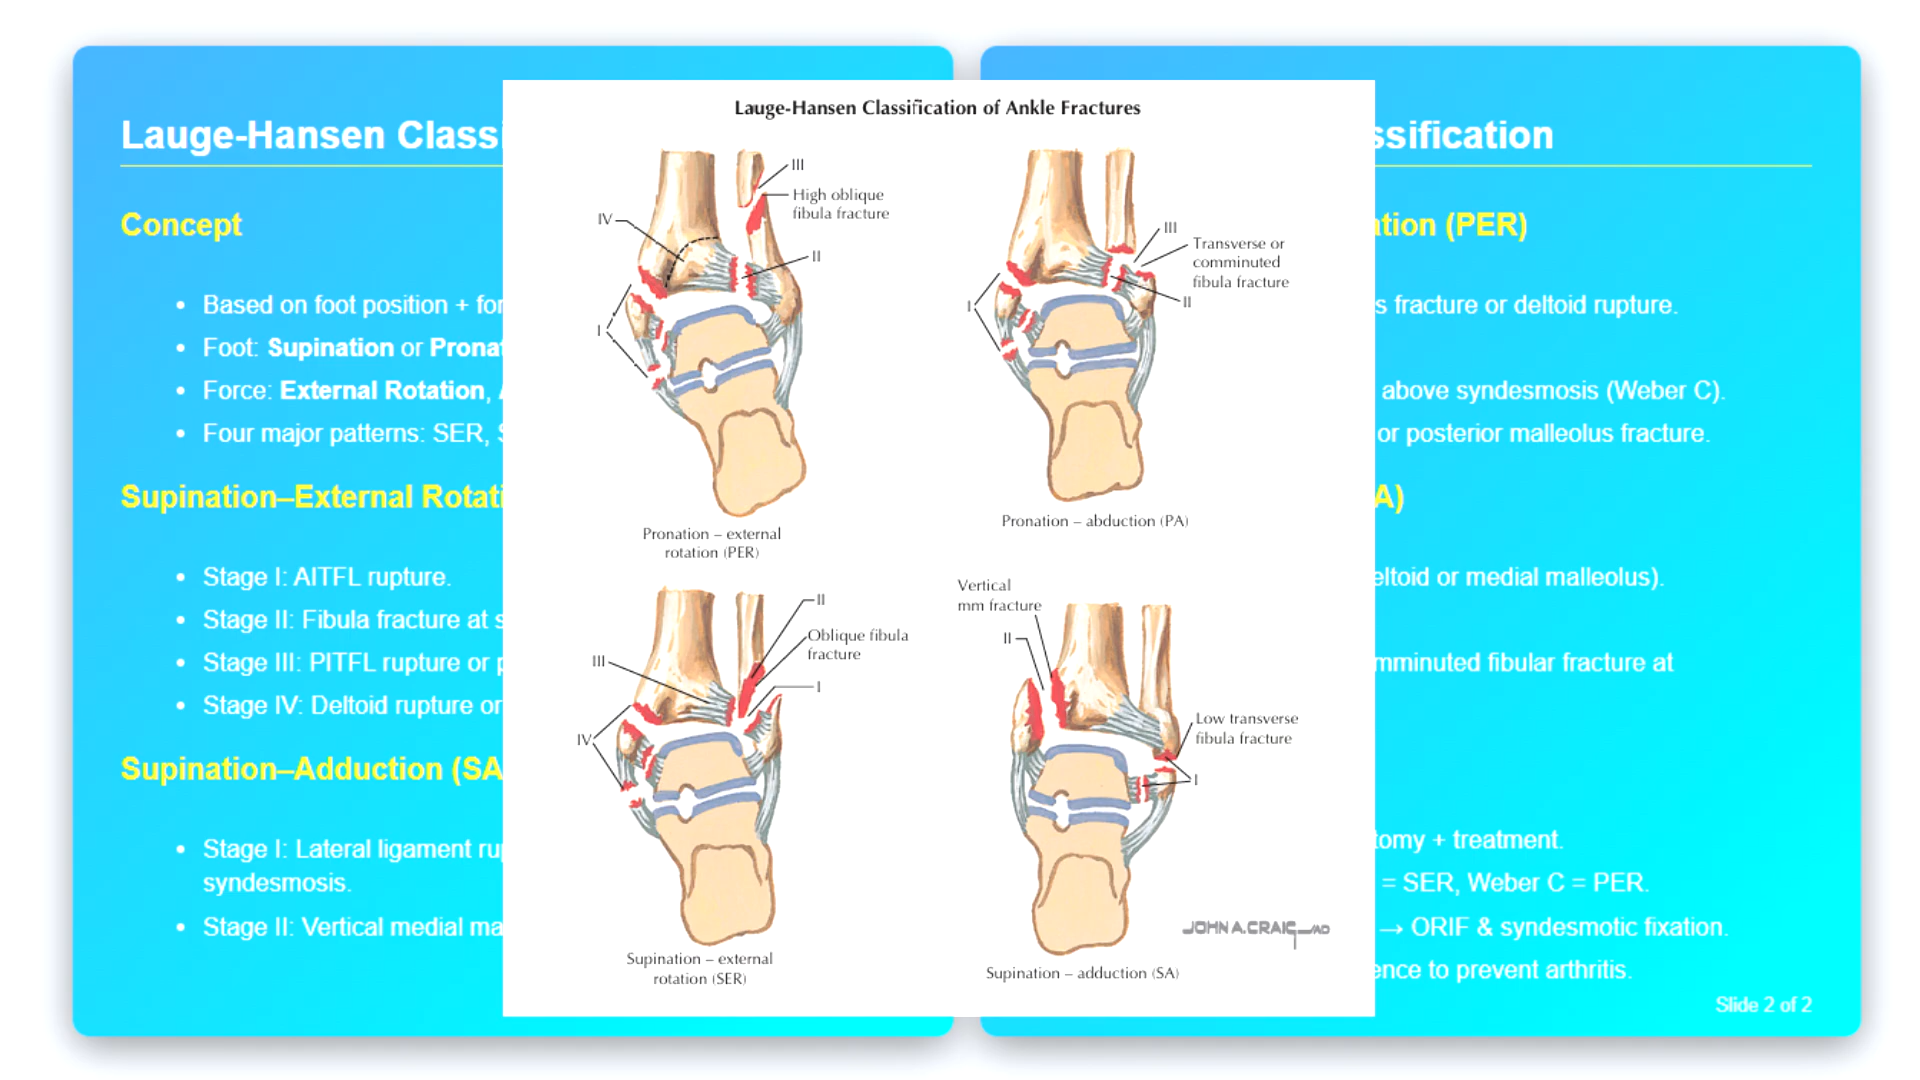 Lauge-Hansen Class
Concept
• Based on foot position + for
• Foot: Supination or Prona
• Force: External Rotation,
• Four major patterns: SER,
Supination–External Rotati
• Stage I: AITFL rupture.
• Stage II: Fibula fracture at s
• Stage III: PITFL rupture or p
• Stage IV: Deltoid rupture or
Supination–Adduction (SA
• Stage I: Lateral ligament ru
syndesmosis.
• Stage II: Vertical medial ma
Lauge-Hansen Classification of Ankle Fractures
III
High oblique
fibula fracture
IV
II
I
Pronation – external
rotation (PER)
III
Transverse or
comminuted
fibula fracture
I
II
Pronation – abduction (PA)
II
Oblique fibula
fracture
III
I
IV
Supination – external
rotation (SER)
Vertical
mm fracture
II
Low transverse
fibula fracture
I
Supination – adduction (SA)
JOHN A. CRAIG MD
ssification
ation (PER)
s fracture or deltoid rupture.
above syndesmosis (Weber C).
or posterior malleolus fracture.
A)
eltoid or medial malleolus).
mminuted fibular fracture at
tomy + treatment.
= SER, Weber C = PER.
→ ORIF & syndesmotic fixation.
ence to prevent arthritis.
Slide 2 of 2